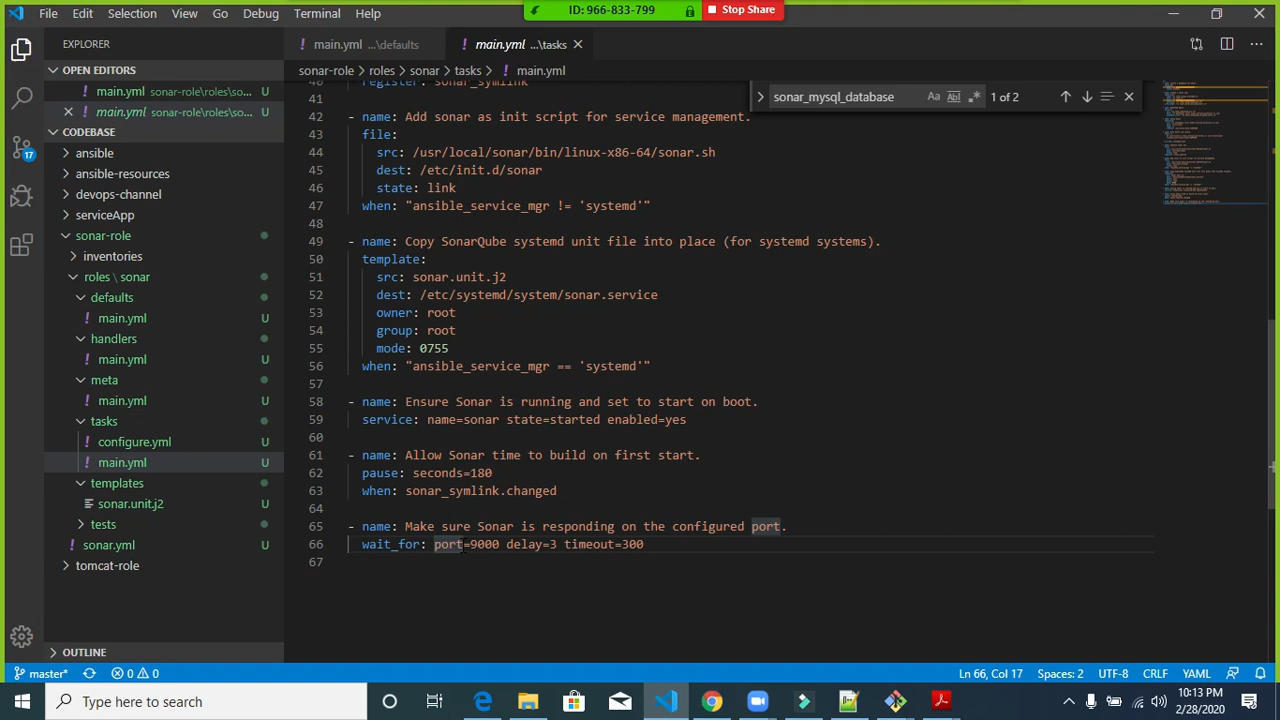 File Edit Selection View Go Debug Terminal Help
ID: 966-833-799 Stop Share
EXPLORER
main.yml ...\defaults
main.yml ...\tasks
OPEN EDITORS
sonar-role > roles > sonar > tasks > main.yml
main.yml sonar-role\roles\so... U
main.yml sonar-role\roles\so... U
CODEBASE
ansible
ansible-resources
devops-channel
serviceApp
sonar-role
inventories
roles \ sonar
defaults
main.yml U
handlers
main.yml U
meta
main.yml U
tasks
configure.yml U
main.yml U
templates
sonar.unit.j2 U
tests
sonar.yml U
tomcat-role
OUTLINE
17
sonar_mysql_database Aa Abl .* 1 of 2
40 register: sonar_symlink
41
42 - name: Add sonar as init script for service management.
43 file:
44 src: /usr/local/sonar/bin/linux-x86-64/sonar.sh
45 dest: /etc/init.d/sonar
46 state: link
47 when: "ansible_service_mgr != 'systemd'"
48
49 - name: Copy SonarQube systemd unit file into place (for systemd systems).
50 template:
51 src: sonar.unit.j2
52 dest: /etc/systemd/system/sonar.service
53 owner: root
54 group: root
55 mode: 0755
56 when: "ansible_service_mgr == 'systemd'"
57
58 - name: Ensure Sonar is running and set to start on boot.
59 service: name=sonar state=started enabled=yes
60
61 - name: Allow Sonar time to build on first start.
62 pause: seconds=180
63 when: sonar_symlink.changed
64
65 - name: Make sure Sonar is responding on the configured port.
66 wait_for: port=9000 delay=3 timeout=300
67
master* 0 0
Ln 66, Col 17 Spaces: 2 UTF-8 CRLF YAML
Type here to search
10:13 PM
2/28/2020